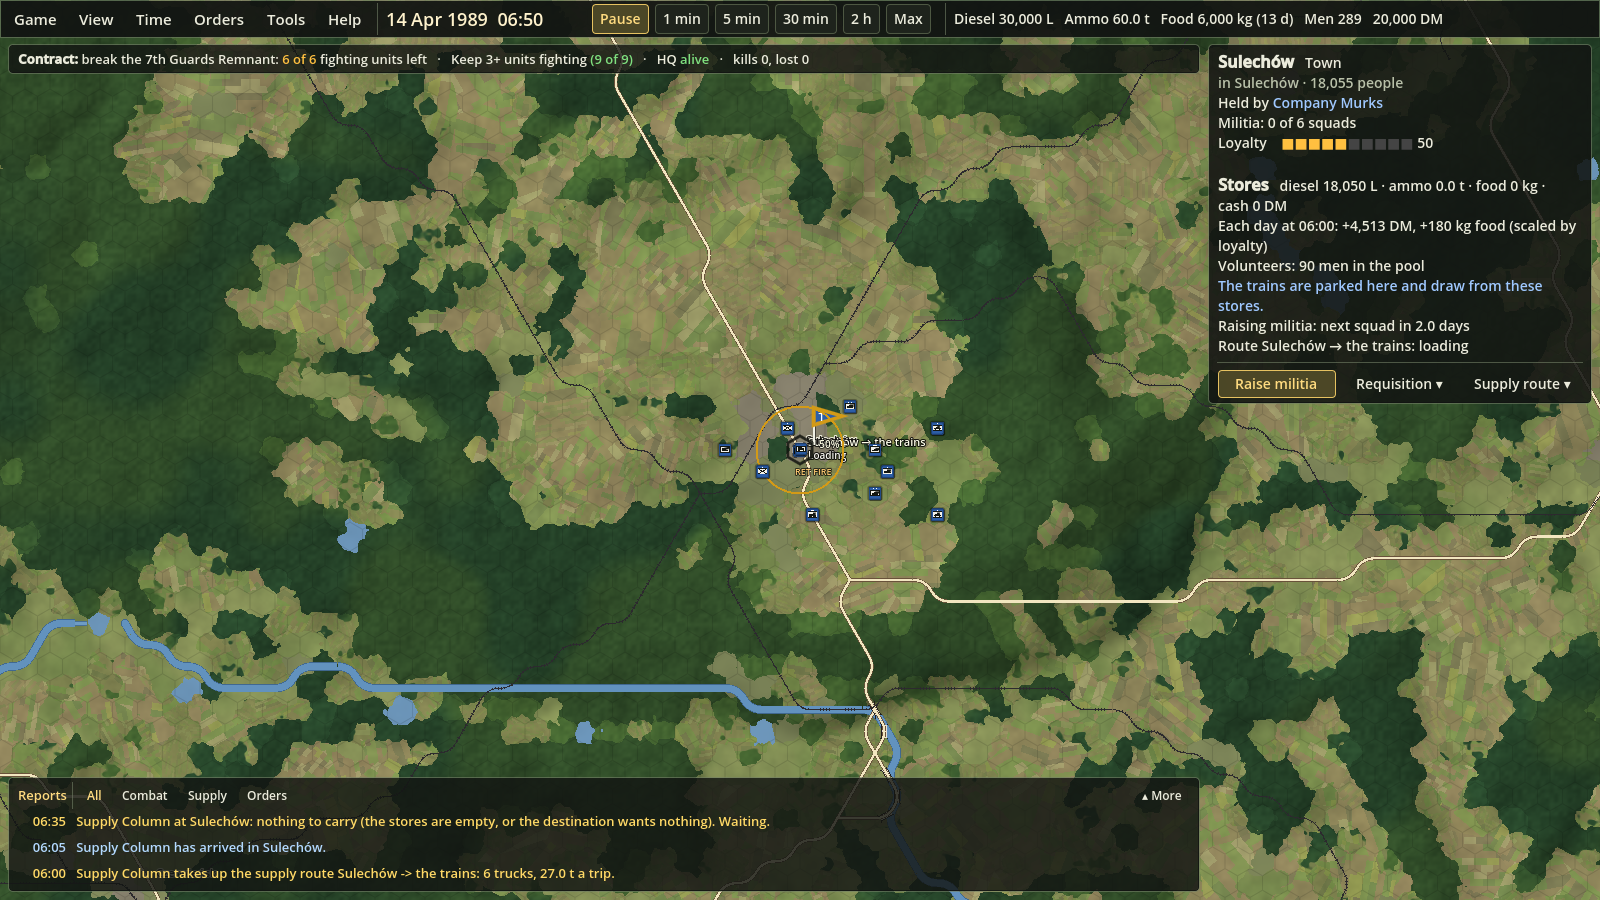 Game View Time Orders Tools Help 14 Apr 1989 06:50 Pause 1 min 5 min 30 min 2 h Max Diesel 30,000 L Ammo 60.0 t Food 6,000 kg (13 d) Men 289 20,000 DM
Contract: break the 7th Guards Remnant: 6 of 6 fighting units left · Keep 3+ units fighting (9 of 9) · HQ alive · kills 0, lost 0
Sulechów Town
in Sulechów · 18,055 people
Held by Company Murks
Militia: 0 of 6 squads
Loyalty 50
Stores diesel 18,050 L · ammo 0.0 t · food 0 kg ·
cash 0 DM
Each day at 06:00: +4,513 DM, +180 kg food (scaled by
loyalty)
Volunteers: 90 men in the pool
The trains are parked here and draw from these
stores.
Raising militia: next squad in 2.0 days
Route Sulechów → the trains: loading
Raise militia Requisition ▾ Supply route ▾
1
→ the trains
50%
Loading
RET FIRE
Reports All Combat Supply Orders ▴ More
06:35 Supply Column at Sulechów: nothing to carry (the stores are empty, or the destination wants nothing). Waiting.
06:05 Supply Column has arrived in Sulechów.
06:00 Supply Column takes up the supply route Sulechów -> the trains: 6 trucks, 27.0 t a trip.